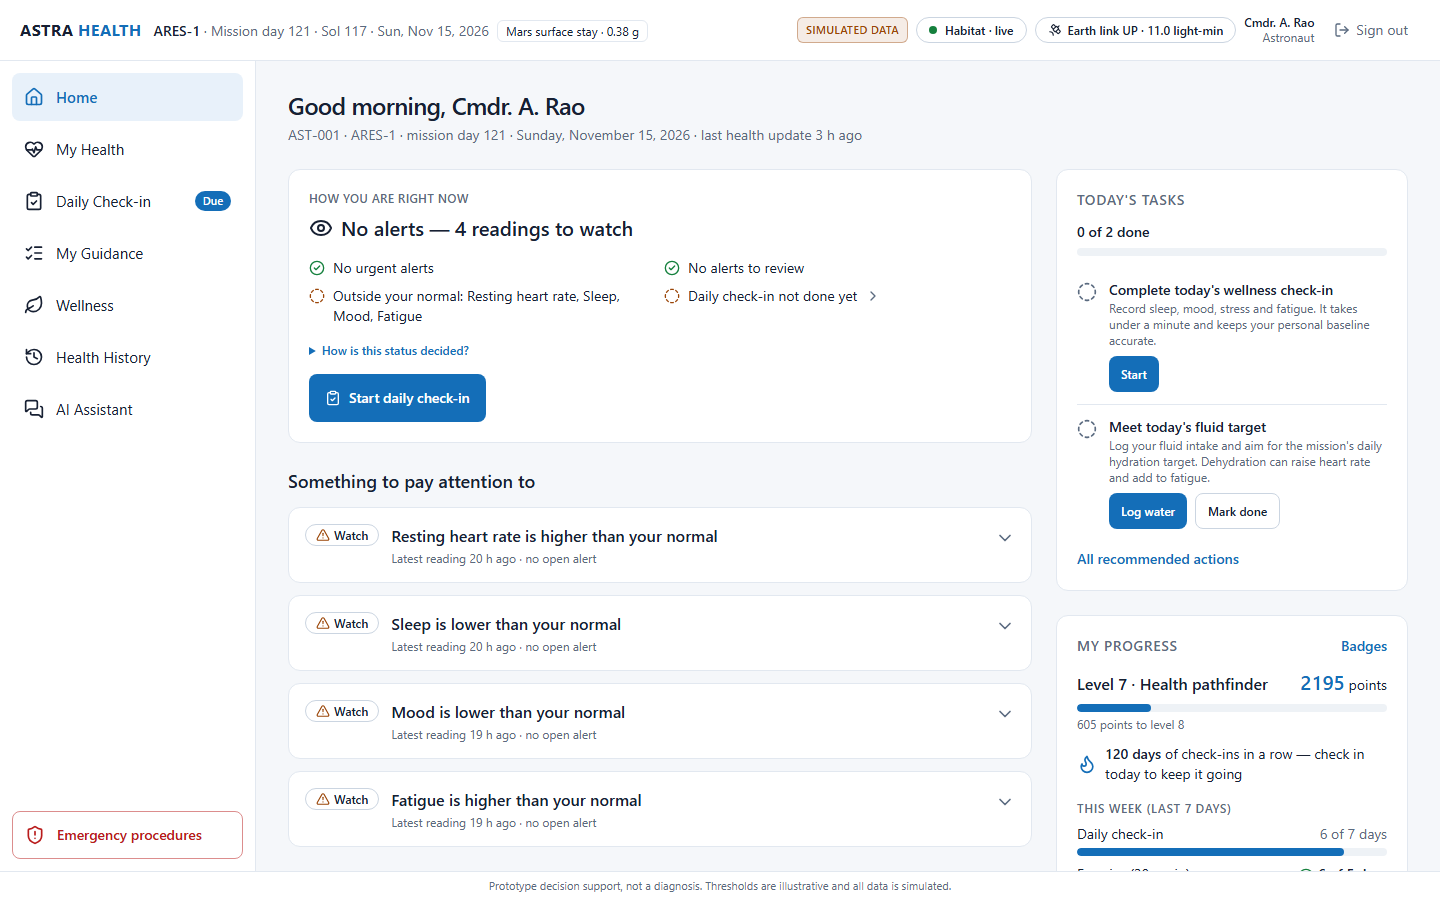 ASTRA HEALTH ARES-1 · Mission day 121 · Sol 117 · Sun, Nov 15, 2026 Mars surface stay · 0.38 g SIMULATED DATA Habitat · live Earth link UP · 11.0 light-min Cmdr. A. Rao
Astronaut
Sign out
Home
My Health
Daily Check-in Due
My Guidance
Wellness
Health History
AI Assistant
Emergency procedures
Good morning, Cmdr. A. Rao
AST-001 · ARES-1 · mission day 121 · Sunday, November 15, 2026 · last health update 3 h ago
HOW YOU ARE RIGHT NOW
No alerts — 4 readings to watch
No urgent alerts
No alerts to review
Outside your normal: Resting heart rate, Sleep,
Mood, Fatigue
Daily check-in not done yet
How is this status decided?
Start daily check-in
Something to pay attention to
Watch Resting heart rate is higher than your normal
Latest reading 20 h ago · no open alert
Watch Sleep is lower than your normal
Latest reading 20 h ago · no open alert
Watch Mood is lower than your normal
Latest reading 19 h ago · no open alert
Watch Fatigue is higher than your normal
Latest reading 19 h ago · no open alert
TODAY'S TASKS
0 of 2 done
Complete today's wellness check-in
Record sleep, mood, stress and fatigue. It takes
under a minute and keeps your personal baseline
accurate.
Start
Meet today's fluid target
Log your fluid intake and aim for the mission's daily
hydration target. Dehydration can raise heart rate
and add to fatigue.
Log water Mark done
All recommended actions
MY PROGRESS Badges
Level 7 · Health pathfinder 2195 points
605 points to level 8
120 days of check-ins in a row — check in
today to keep it going
THIS WEEK (LAST 7 DAYS)
Daily check-in 6 of 7 days
Prototype decision support, not a diagnosis. Thresholds are illustrative and all data is simulated.